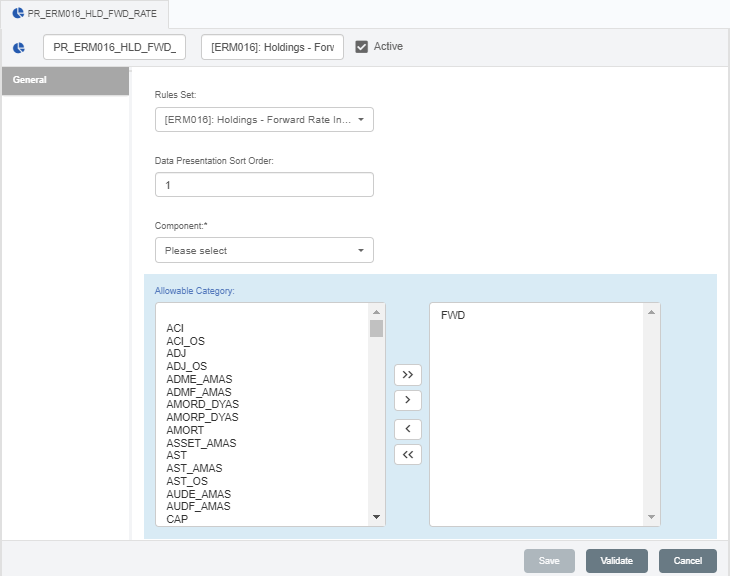 PR_ERM016_HLD_FWD_RATE
PR_ERM016_HLD_FWD_ [ERM016]: Holdings - Forw Active
General
Rules Set:
[ERM016]: Holdings - Forward Rate In...
Data Presentation Sort Order:
1
Component:*
Please select
Allowable Category:
ACI
ACI_OS
ADJ
ADJ_OS
ADME_AMAS
ADMF_AMAS
AMORD_DYAS
AMORP_DYAS
AMORT
ASSET_AMAS
AST
AST_AMAS
AST_OS
AUDE_AMAS
AUDF_AMAS
CAP
>>
>
<
<<
FWD
Save Validate Cancel